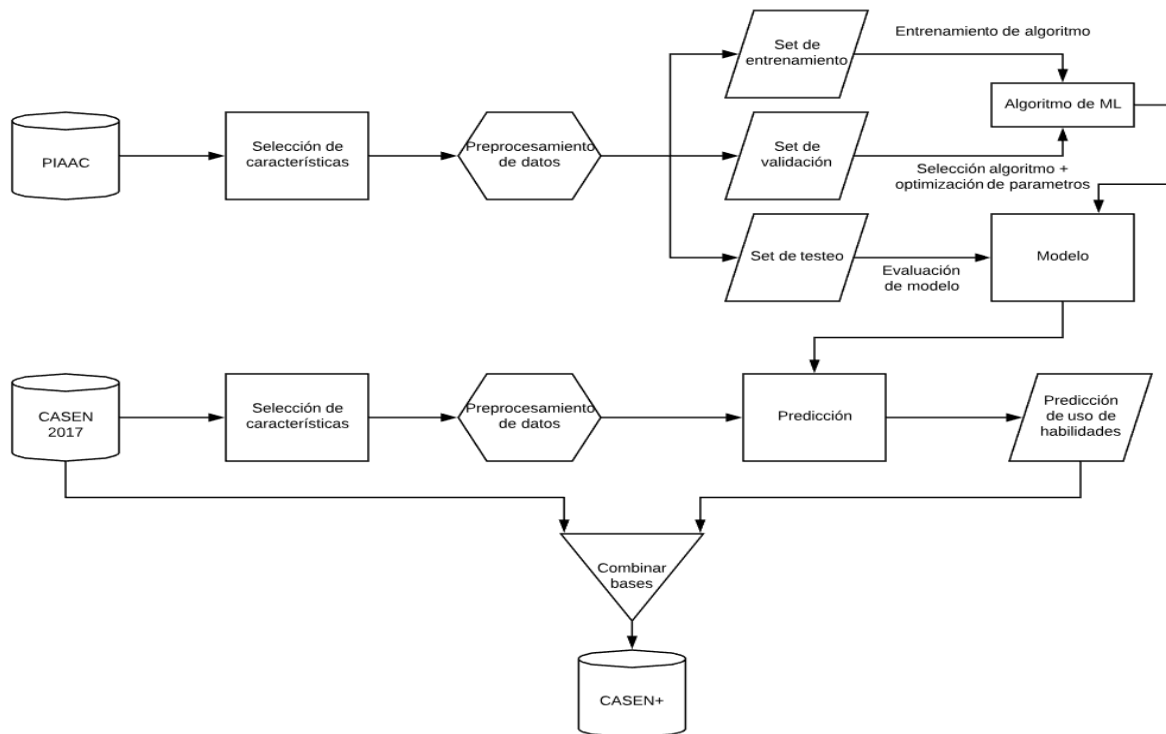 Set de
entrenamiento
Entrenamiento de algoritmo
Algoritmo de ML
PIAAC
Selección de
características
Preprocesamiento
de datos
Set de
validación
Selección algoritmo +
optimización de parametros
Set de testeo
Evaluación
de modelo
Modelo
CASEN
2017
Selección de
características
Preprocesamiento
de datos
Predicción
Predicción
de uso de
habilidades
Combinar
bases
CASEN+